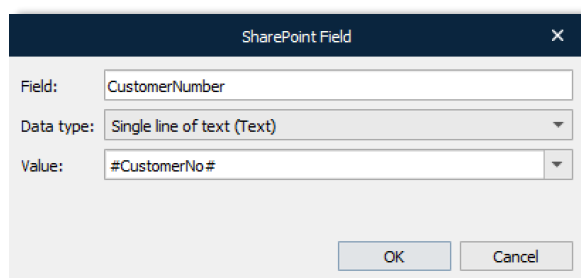 SharePoint Field
Field: CustomerNumber
Data type: Single line of text (Text)
Value: #CustomerNo#
OK Cancel